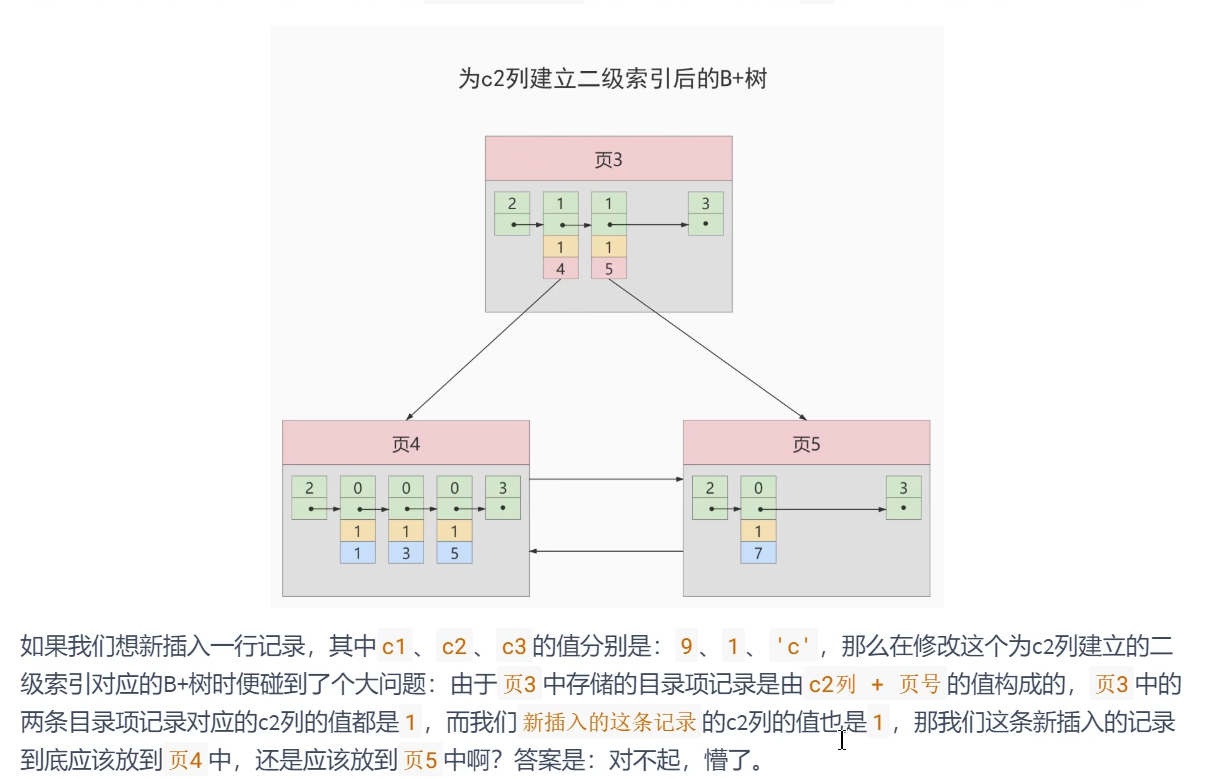 为c2列建立二级索引后的B+树
页3
2 1 1 3
1 1
4 5
页4
2 0 0 0 3
1 1 1
1 3 5
页5
2 0 3
1
7
如果我们想新插入一行记录，其中 c1 、 c2 、 c3 的值分别是： 9 、 1 、 'c' ，那么在修改这个为c2列建立的二
级索引对应的B+树时便碰到了个大问题：由于 页3 中存储的目录项记录是由 c2列 + 页号 的值构成的， 页3 中的
两条目录项记录对应的c2列的值都是 1 ，而我们 新插入的这条记录 的c2列的值也是 1 ，那我们这条新插入的记录
到底应该放到 页4 中，还是应该放到 页5 中啊？答案是：对不起，懵了。